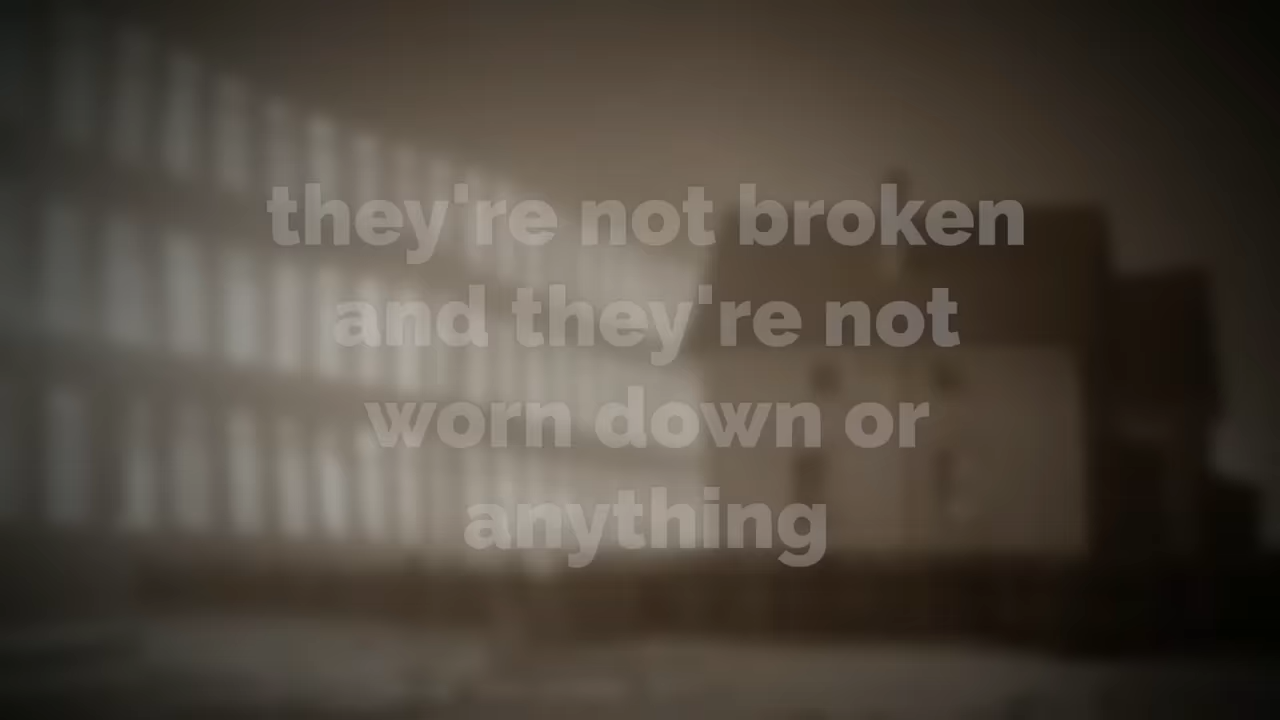 they're not broken
and they're not
worn down or
anything